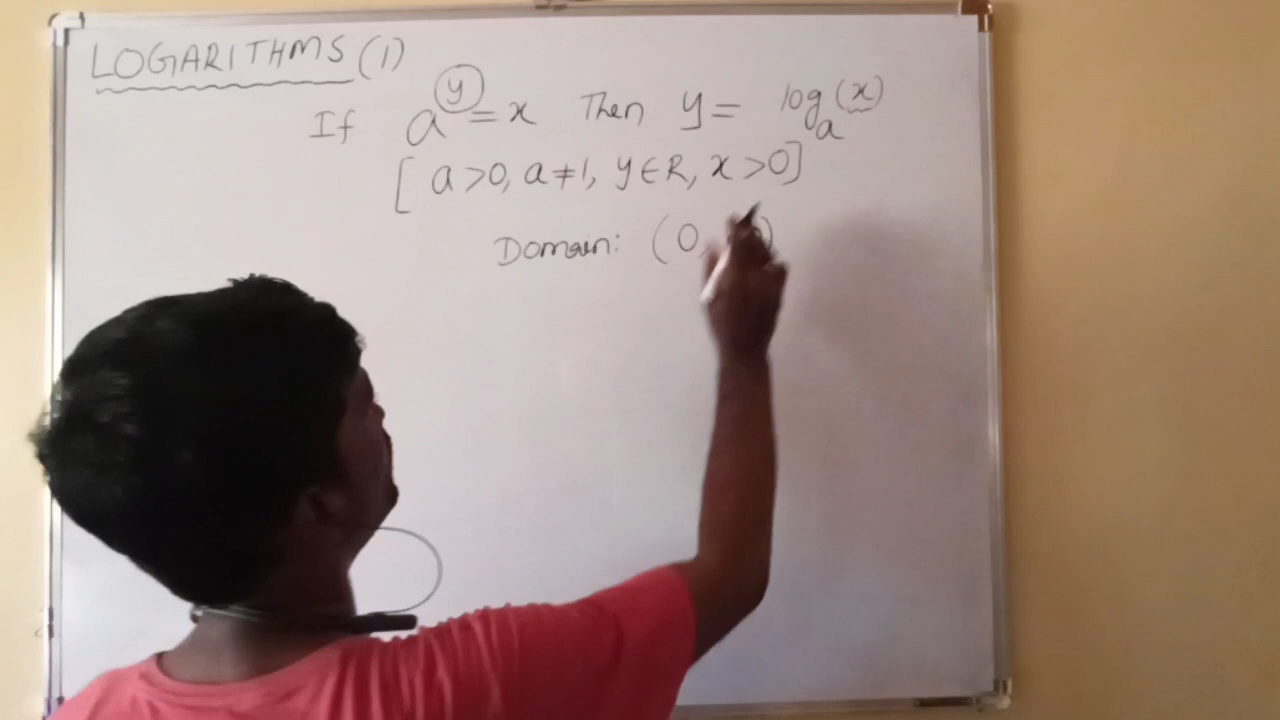 LOGARITHMS (1)
If a^y = x Then y = log_a(x)
[a>0, a≠1, y∈R, x>0]
Domain: (0, )